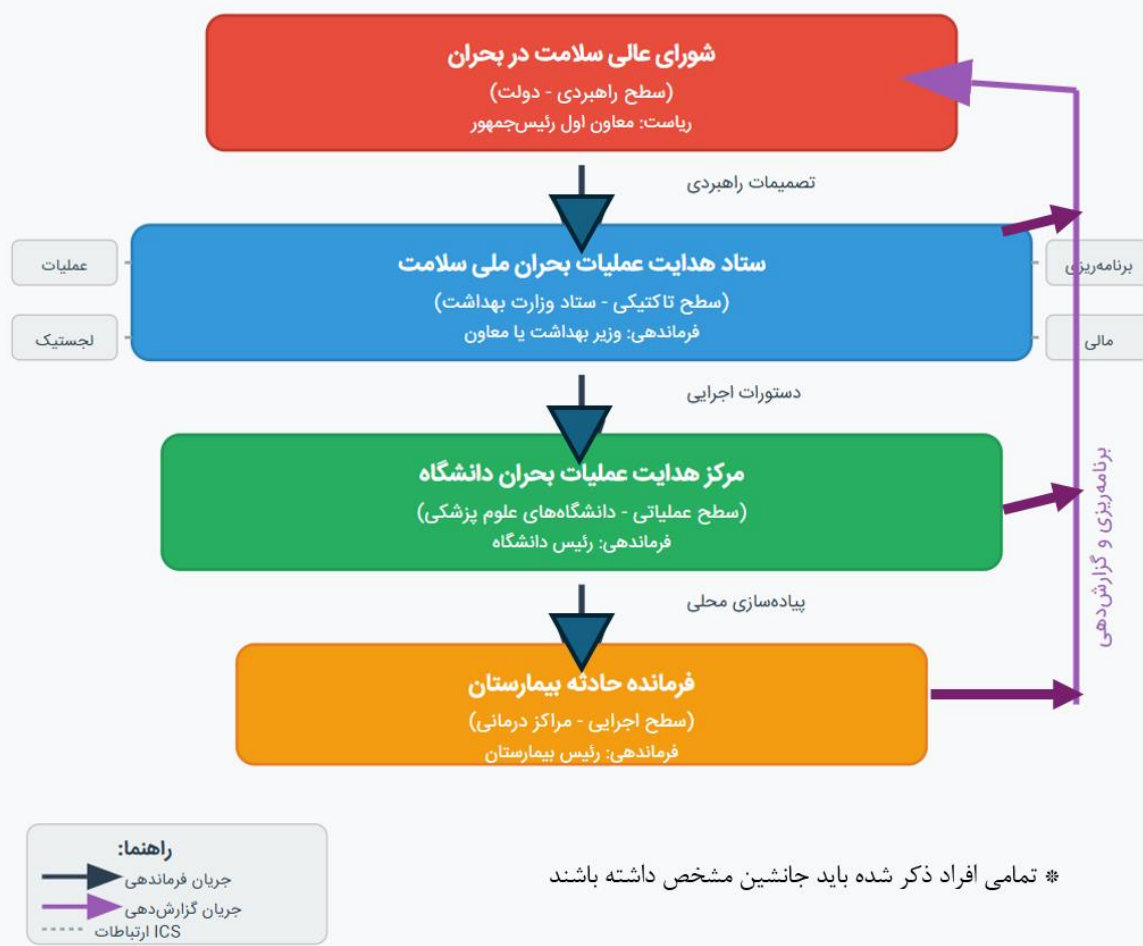 شورای عالی سلامت در بحران
(سطح راهبردی - دولت)
ریاست: معاون اول رئیس‌جمهور
تصمیمات راهبردی
ستاد هدایت عملیات بحران ملی سلامت
(سطح تاکتیکی - ستاد وزارت بهداشت)
فرماندهی: وزیر بهداشت یا معاون
برنامه‌ریزی
مالی
عملیات
لجستیک
دستورات اجرایی
مرکز هدایت عملیات بحران دانشگاه
(سطح عملیاتی - دانشگاه‌های علوم پزشکی)
فرماندهی: رئیس دانشگاه
برنامه‌ریزی و گزارش‌دهی
پیاده‌سازی محلی
فرمانده حادثه بیمارستان
(سطح اجرایی - مراکز درمانی)
فرماندهی: رئیس بیمارستان
* تمامی افراد ذکر شده باید جانشین مشخص داشته باشند
راهنما:
جریان فرماندهی
جریان گزارش‌دهی
ارتباطات ICS